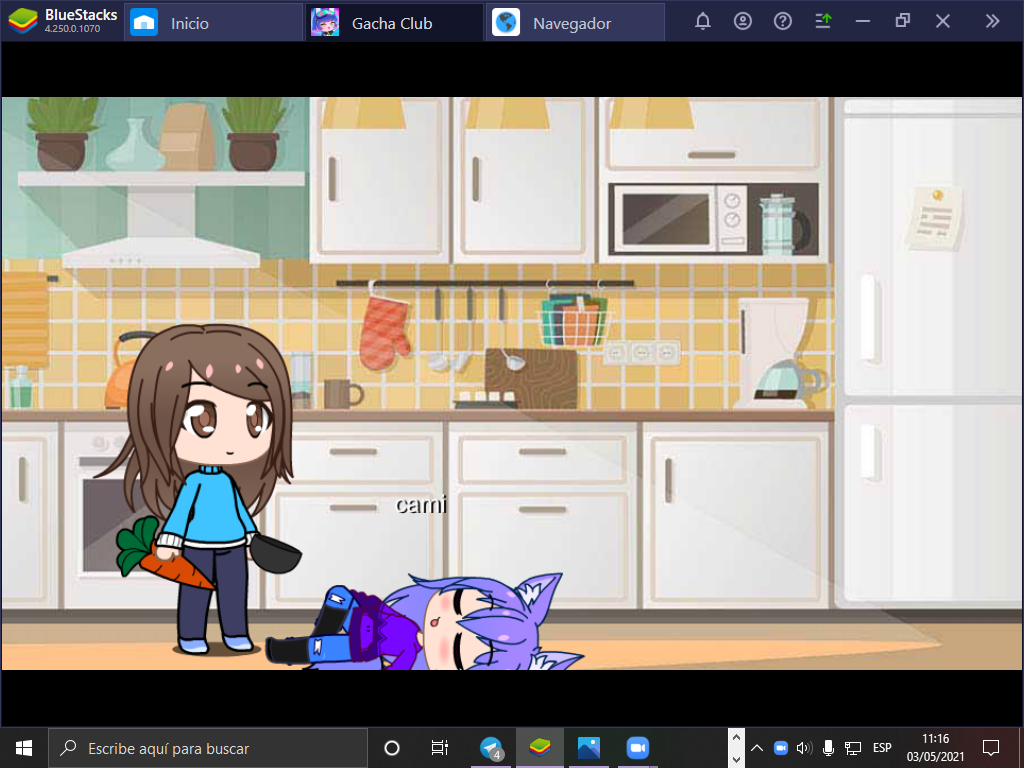 BlueStacks
4.250.0.1070
Inicio
Gacha Club
Navegador
cami
Escribe aquí para buscar
4
ESP
11:16
03/05/2021